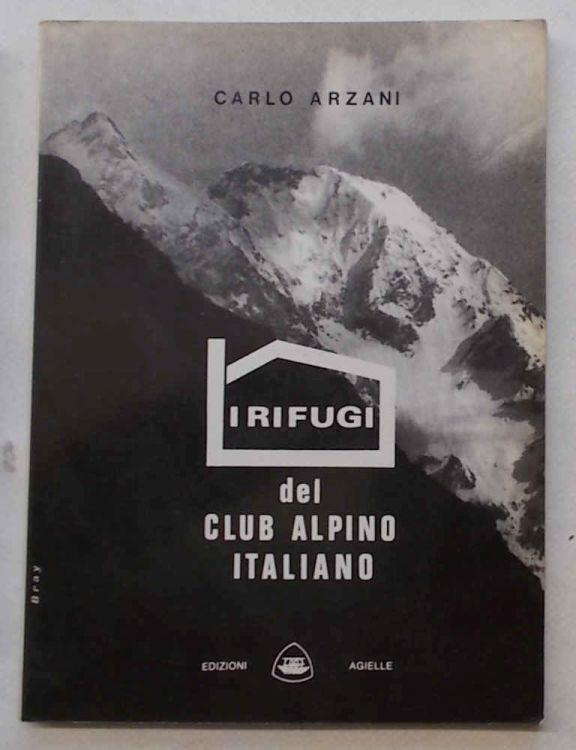 CARLO ARZANI
I RIFUGI
del
CLUB ALPINO
ITALIANO
Bray
EDIZIONI AGIELLE